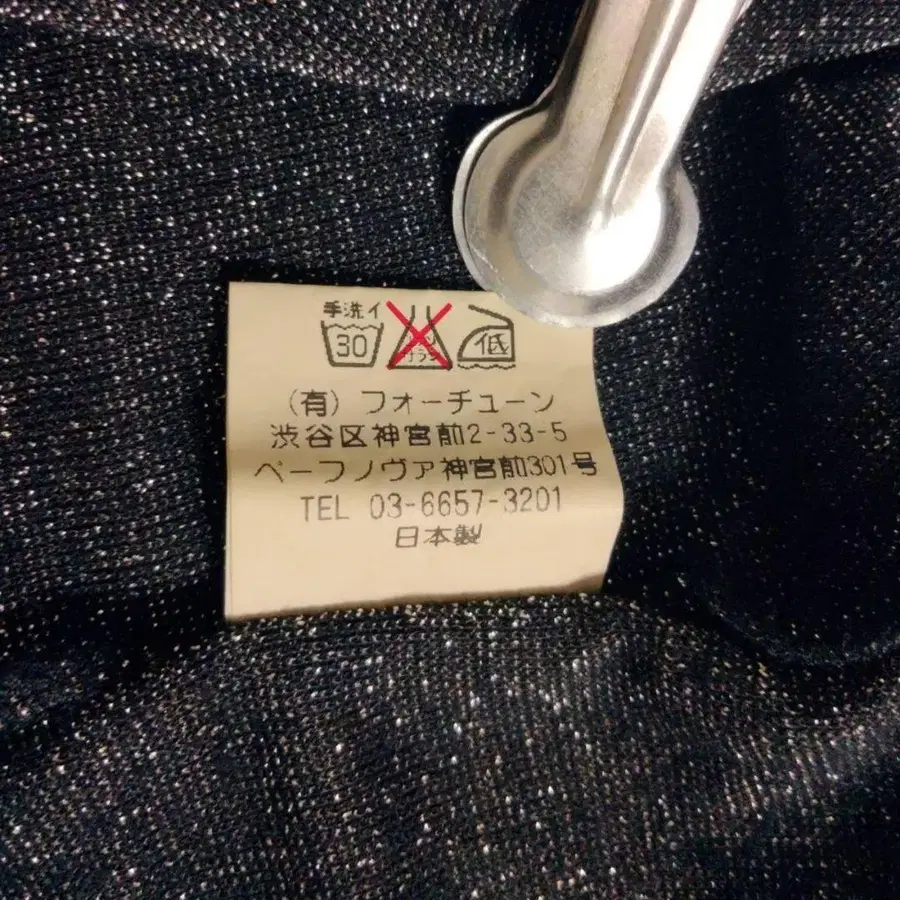 手洗イ
30 低
(有) フォーチューン
渋谷区神宮前2-33-5
ペーフノヴァ神宮前301号
TEL 03-6657-3201
日本製